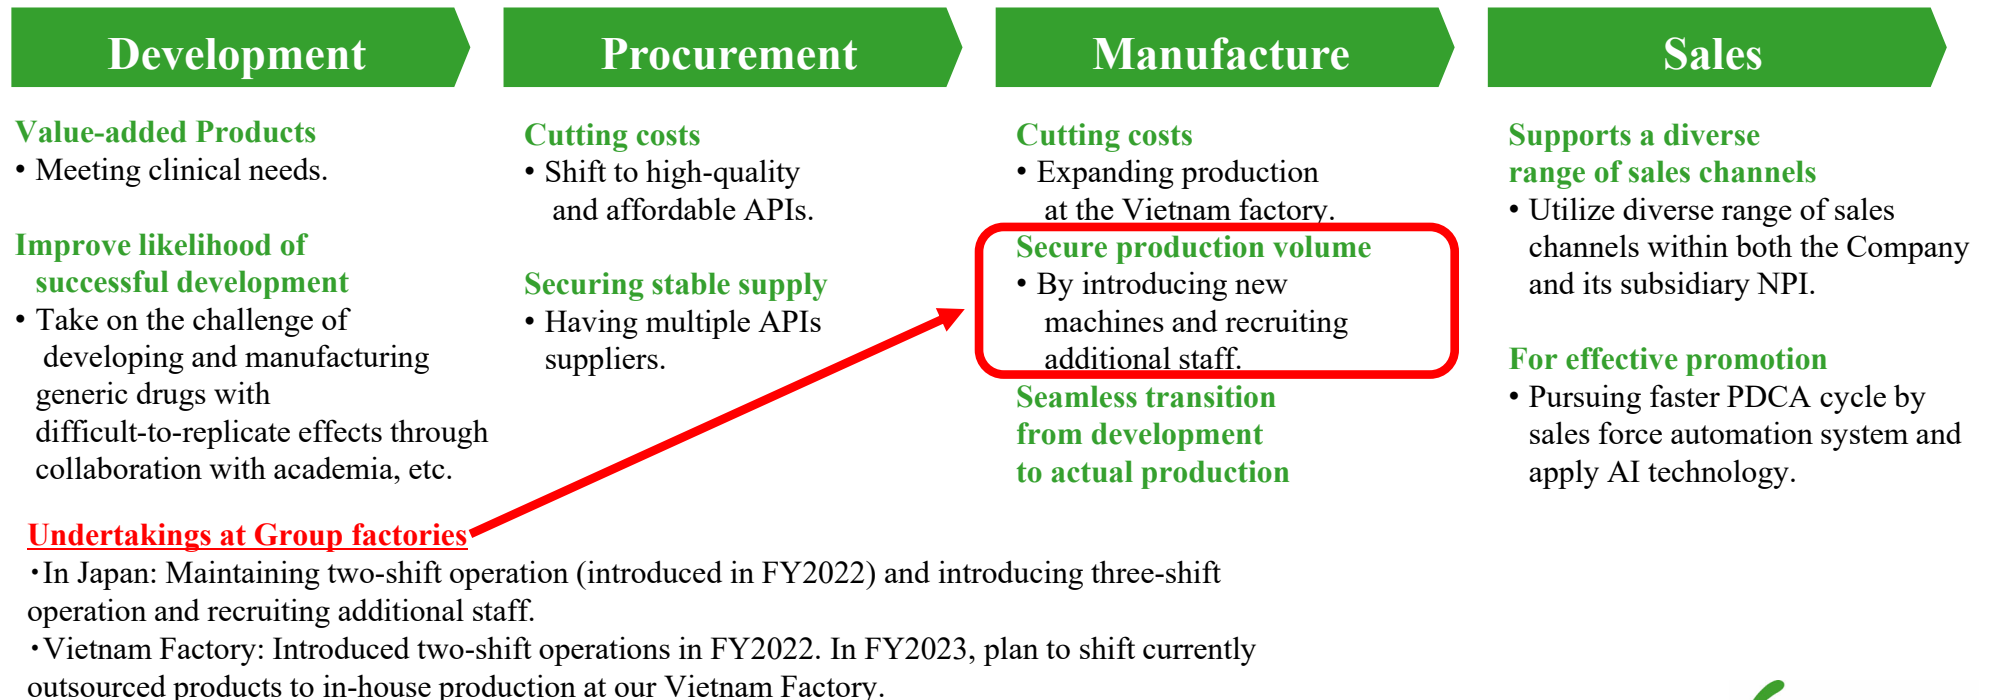 Development
Value-added Products
• Meeting clinical needs.
Improve likelihood of
successful development
• Take on the challenge of
developing and manufacturing
generic drugs with
difficult-to-replicate effects through
collaboration with academia, etc.
Procurement
Cutting costs
• Shift to high-quality
and affordable APIs.
Securing stable supply
• Having multiple APIs
suppliers.
Manufacture
Cutting costs
• Expanding production
at the Vietnam factory.
Secure production volume
• By introducing new
machines and recruiting
additional staff.
Seamless transition
from development
to actual production
Sales
Supports a diverse
range of sales channels
• Utilize diverse range of sales
channels within both the Company
and its subsidiary NPI.
For effective promotion
• Pursuing faster PDCA cycle by
sales force automation system and
apply AI technology.
Undertakings at Group factories
・In Japan: Maintaining two-shift operation (introduced in FY2022) and introducing three-shift
operation and recruiting additional staff.
・Vietnam Factory: Introduced two-shift operations in FY2022. In FY2023, plan to shift currently
outsourced products to in-house production at our Vietnam Factory.